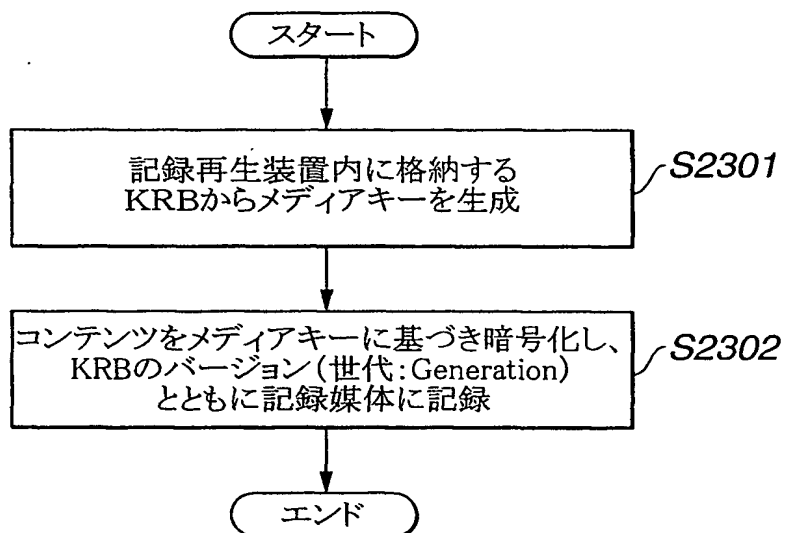 スタート
記録再生装置内に格納する
KRBからメディアキーを生成
S2301
コンテンツをメディアキーに基づき暗号化し、
KRBのバージョン(世代:Generation)
とともに記録媒体に記録
S2302
エンド